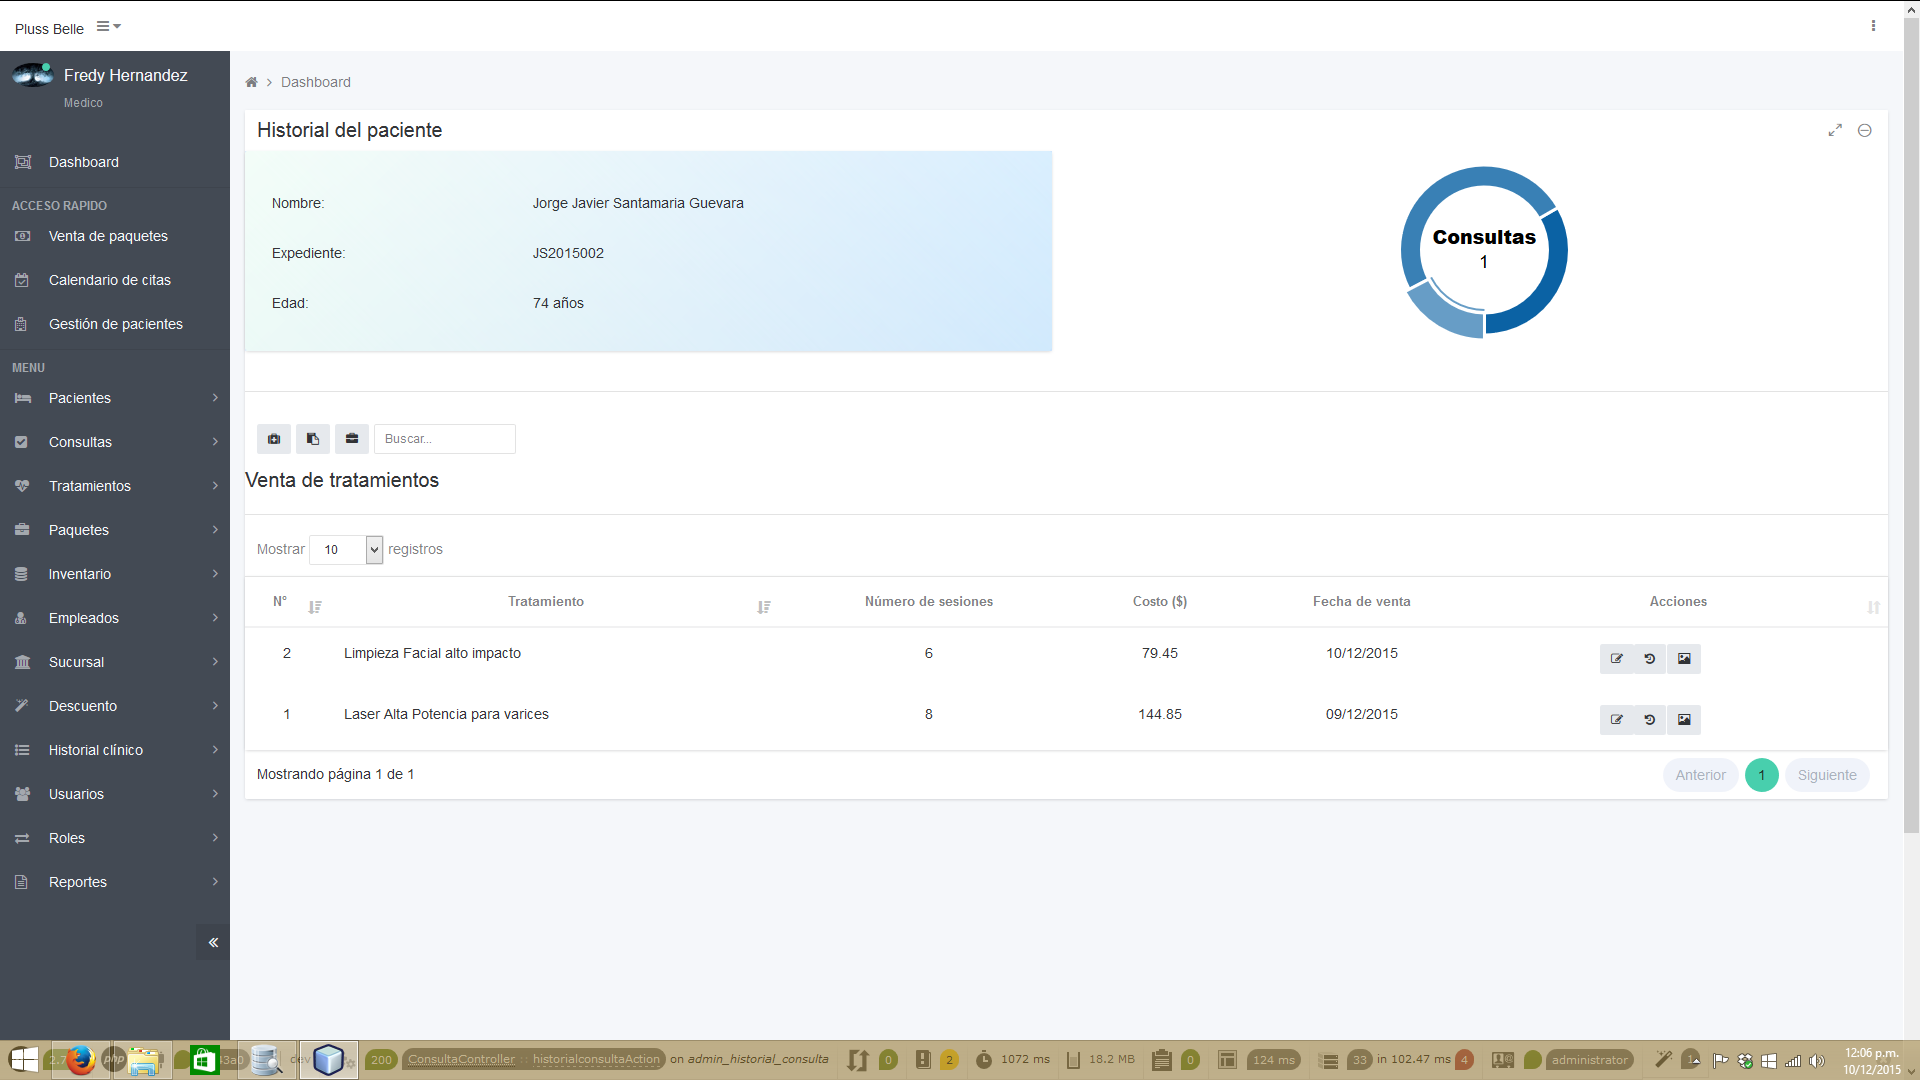 Pluss Belle
Fredy Hernandez
Medico
Dashboard
ACCESO RAPIDO
Venta de paquetes
Calendario de citas
Gestión de pacientes
MENU
Pacientes
Consultas
Tratamientos
Paquetes
Inventario
Empleados
Sucursal
Descuento
Historial clínico
Usuarios
Roles
Reportes
Dashboard
Historial del paciente
Nombre: Jorge Javier Santamaria Guevara
Expediente: JS2015002
Edad: 74 años
Consultas
1
Buscar...
Venta de tratamientos
Mostrar 10 registros
N° Tratamiento Número de sesiones Costo ($) Fecha de venta Acciones
2 Limpieza Facial alto impacto 6 79.45 10/12/2015
1 Laser Alta Potencia para varices 8 144.85 09/12/2015
Mostrando página 1 de 1
Anterior 1 Siguiente
php dev 200 ConsultaController :: historialconsultaAction on admin_historial_consulta 0 2 1072 ms 18.2 MB 0 124 ms 33 in 102.47 ms 4 administrator
12:06 p.m.
10/12/2015